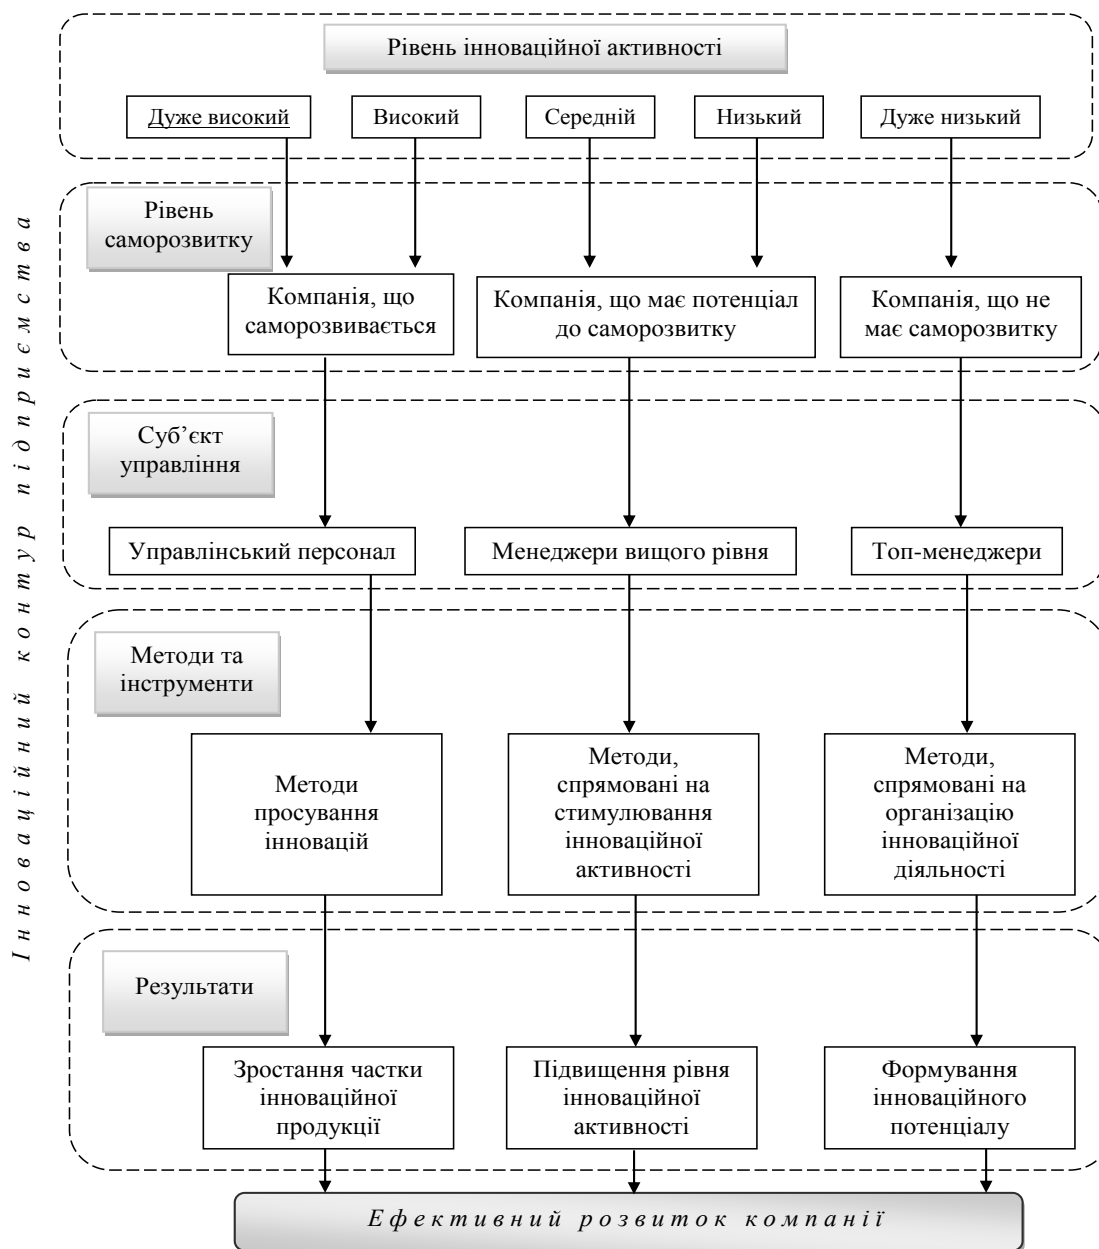 Рівень інноваційної активності
Дуже високий
Високий
Середній
Низький
Дуже низький
Інноваційний контур підприємства
Рівень
саморозвитку
Компанія, що
саморозвивається
Компанія, що має потенціал
до саморозвитку
Компанія, що не
має саморозвитку
Суб’єкт
управління
Управлінський персонал
Менеджери вищого рівня
Топ-менеджери
Методи та
інструменти
Методи
просування
інновацій
Методи,
спрямовані на
стимулювання
інноваційної
активності
Методи,
спрямовані на
організацію
інноваційної
діяльності
Результати
Зростання частки
інноваційної
продукції
Підвищення рівня
інноваційної
активності
Формування
інноваційного
потенціалу
Ефективний розвиток компанії